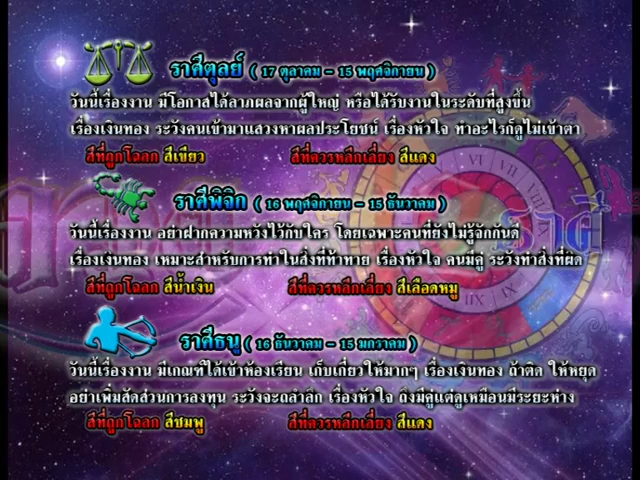 ราศีตุลย์ ( 17 ตุลาคม - 15 พฤศจิกายน )
วันนี้เรื่องงาน มีโอกาสได้ลาภผลจากผู้ใหญ่ หรือได้รับงานในระดับที่สูงขึ้น
เรื่องเงินทอง ระวังคนเข้ามาแสวงหาผลประโยชน์ เรื่องหัวใจ ทำอะไรก็ดูไม่เข้าตา
สีที่ถูกโฉลก สีเขียว สีที่ควรหลีกเลี่ยง สีแดง
ราศีพิจิก ( 16 พฤศจิกายน - 15 ธันวาคม )
วันนี้เรื่องงาน อย่าฝากความหวังไว้กับใคร โดยเฉพาะคนที่ยังไม่รู้จักกันดี
เรื่องเงินทอง เหมาะสำหรับการทำในสิ่งที่ท้าทาย เรื่องหัวใจ คนมีคู่ ระวังทำสิ่งที่ผิด
สีที่ถูกโฉลก สีน้ำเงิน สีที่ควรหลีกเลี่ยง สีเลือดหมู
ราศีธนู ( 16 ธันวาคม - 15 มกราคม )
วันนี้เรื่องงาน มีเกณฑ์ได้เข้าห้องเรียน เก็บเกี่ยวให้มากๆ เรื่องเงินทอง ถ้าติด ให้หยุด
อย่าเพิ่มสัดส่วนการลงทุน ระวังจะถลำลึก เรื่องหัวใจ ถึงมีคู่แต่ดูเหมือนมีระยะห่าง
สีที่ถูกโฉลก สีชมพู สีที่ควรหลีกเลี่ยง สีแดง